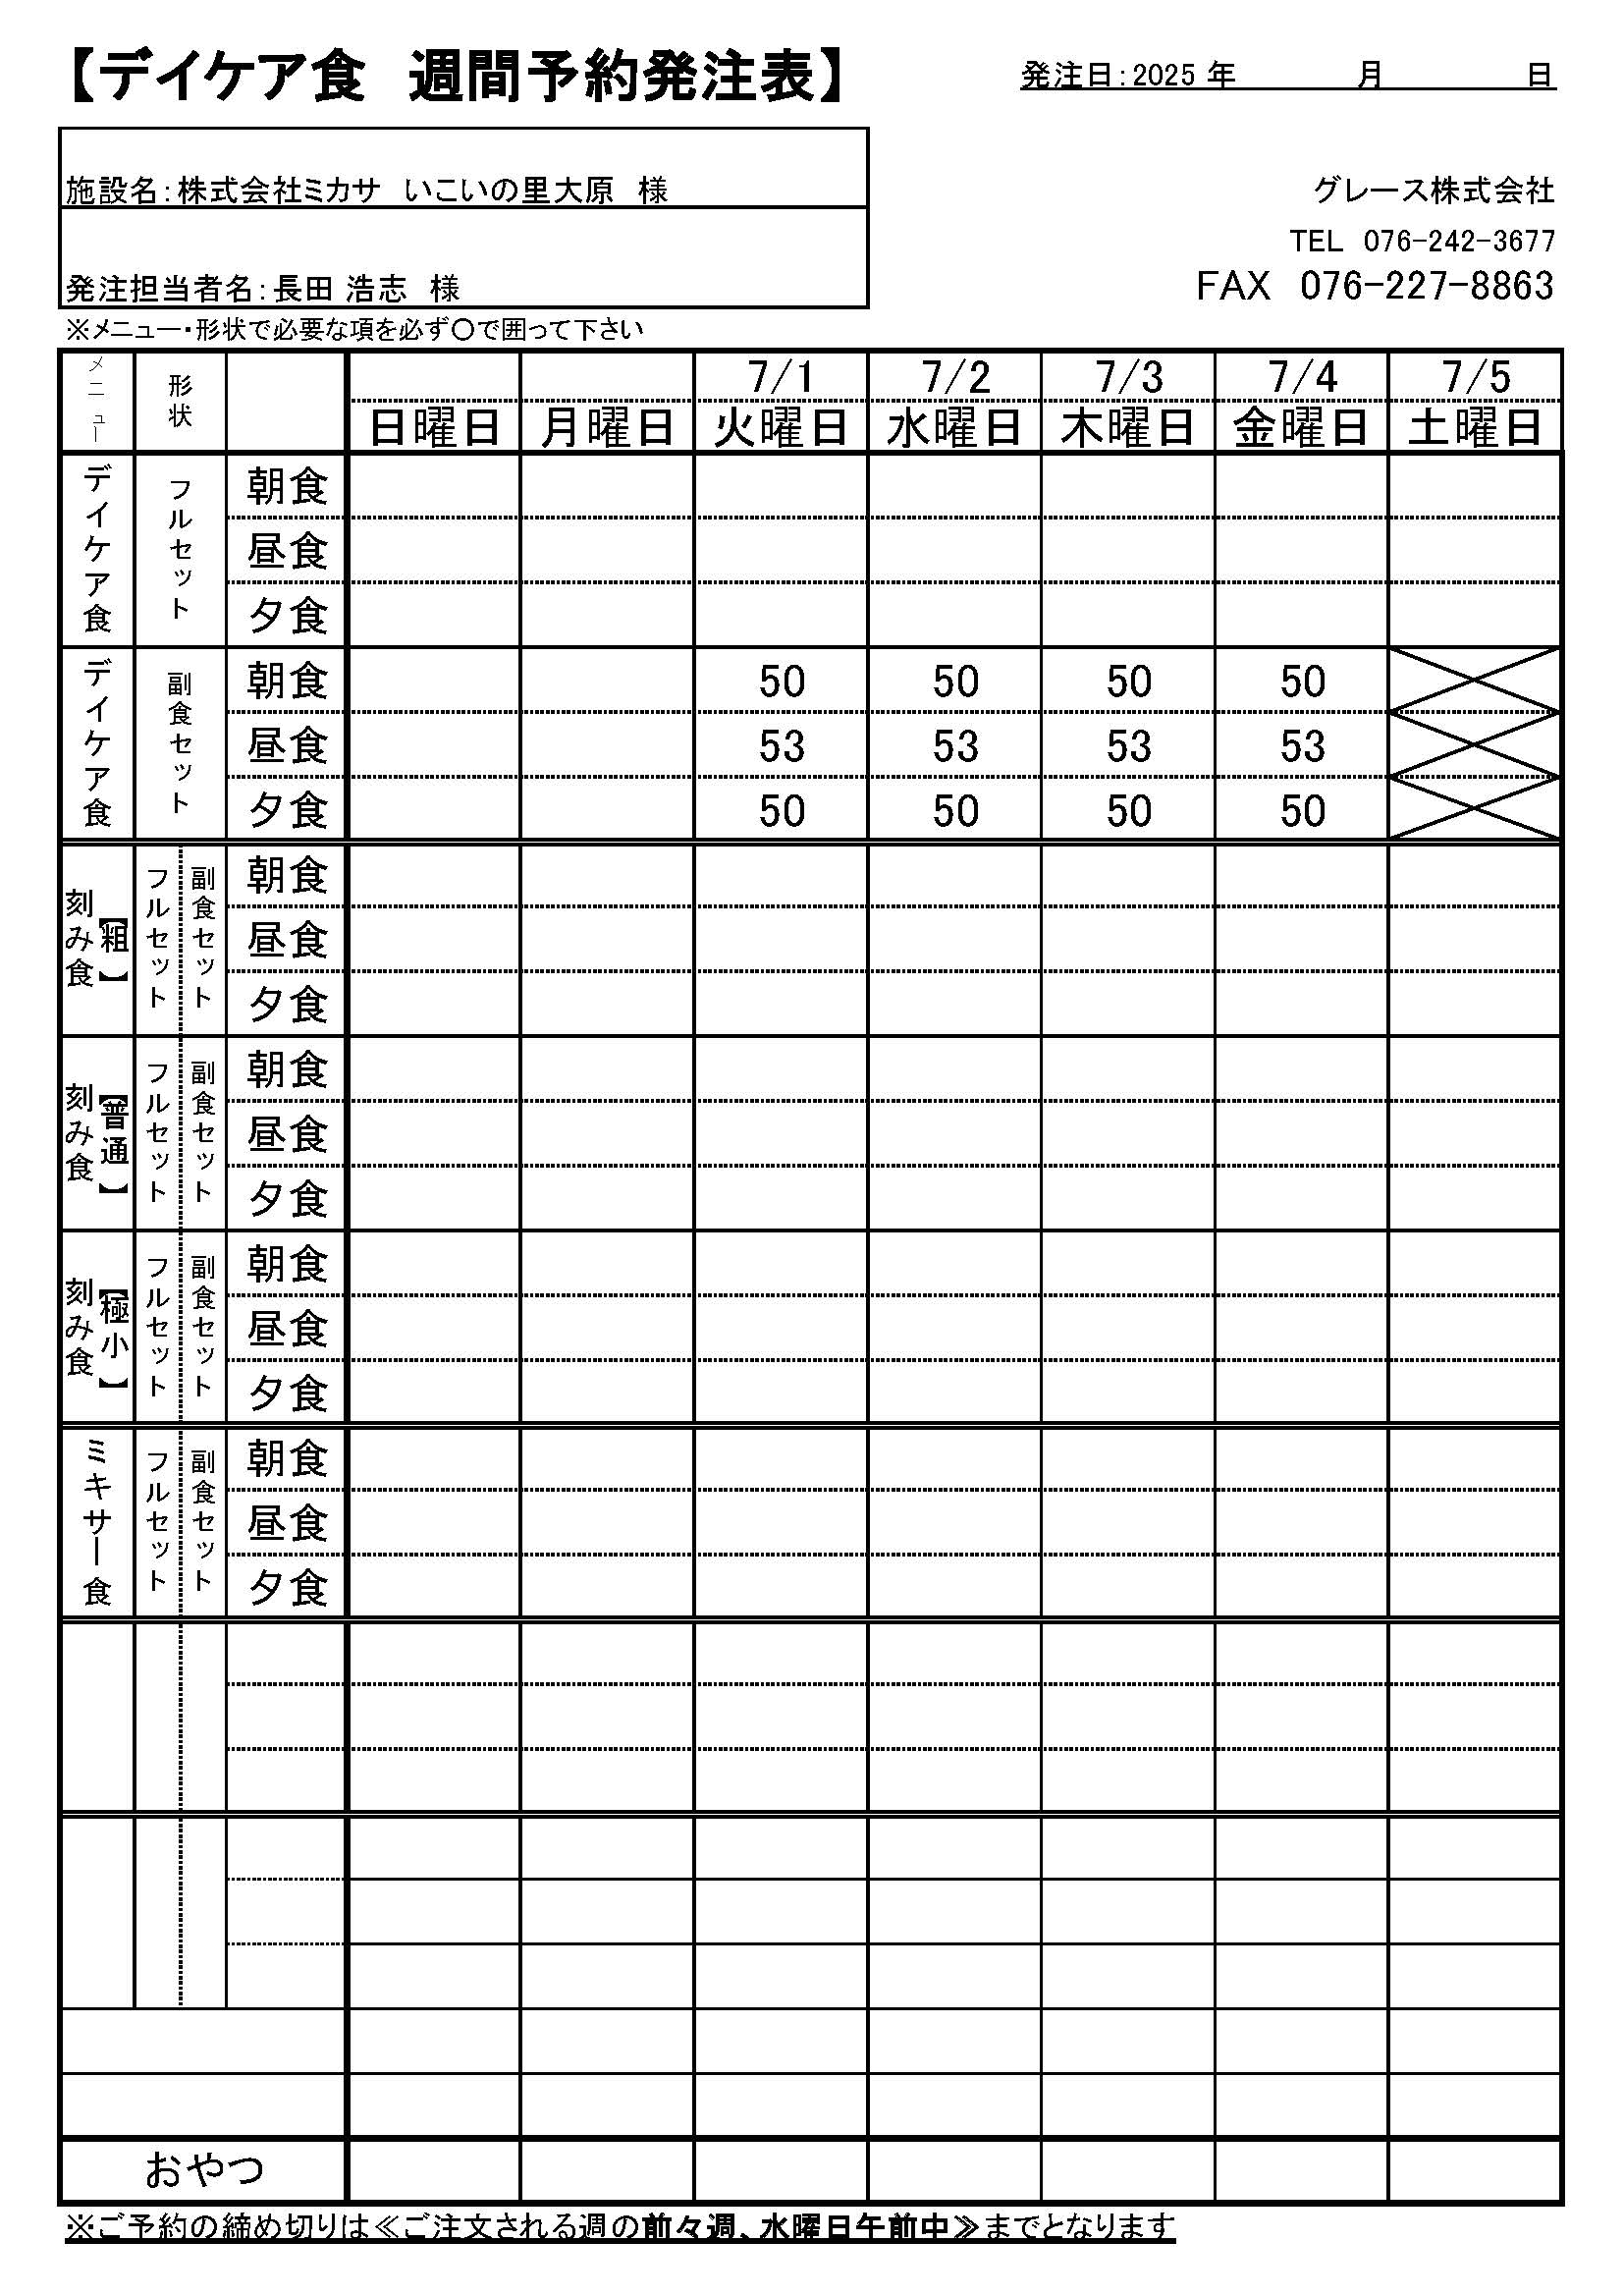 【デイケア食　週間予約発注表】
発注日：2025 年　月　日
施設名：株式会社ミカサ　いこいの里大原　様
発注担当者名：長田 浩志　様
グレース株式会社
TEL　076-242-3677
FAX　076-227-8863
※メニュー・形状で必要な項を必ず〇で囲って下さい
メニュー 形状 7/1 7/2 7/3 7/4 7/5
日曜日 月曜日 火曜日 水曜日 木曜日 金曜日 土曜日
デイケア食 フルセット 朝食
昼食
夕食
デイケア食 副食セット 朝食 50 50 50 50
昼食 53 53 53 53
夕食 50 50 50 50
刻み食【粗】 フルセット 副食セット 朝食
昼食
夕食
刻み食【普通】 フルセット 副食セット 朝食
昼食
夕食
刻み食【極小】 フルセット 副食セット 朝食
昼食
夕食
ミキサー食 フルセット 副食セット 朝食
昼食
夕食
おやつ
※ご予約の締め切りは≪ご注文される週の前々週、水曜日午前中≫までとなります